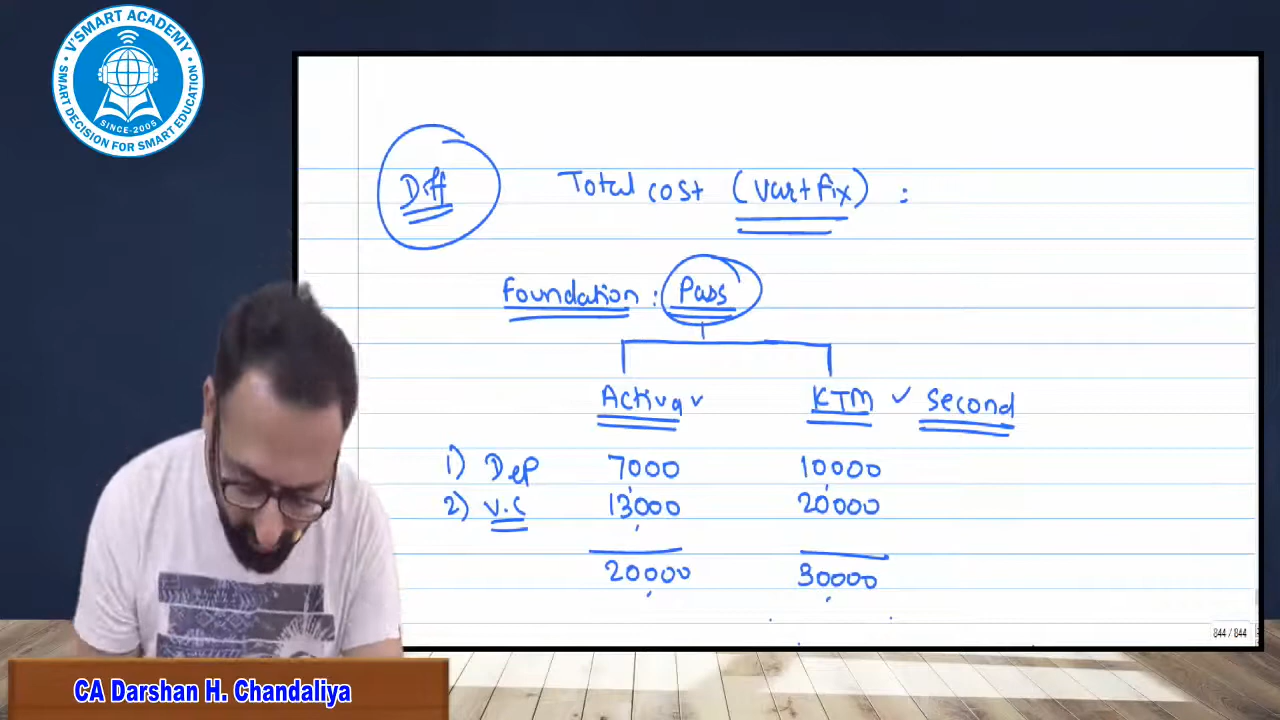 V'SMART ACADEMY
SINCE-2005
SMART DECISION FOR SMART EDUCATION
Diff Total cost (Var+fix) :
Foundation : Pass
Activa ✓ KTM ✓ Second
1) Dep 7000 10000
2) V.C 13000 20000
20000 30000
844 / 844
CA Darshan H. Chandaliya